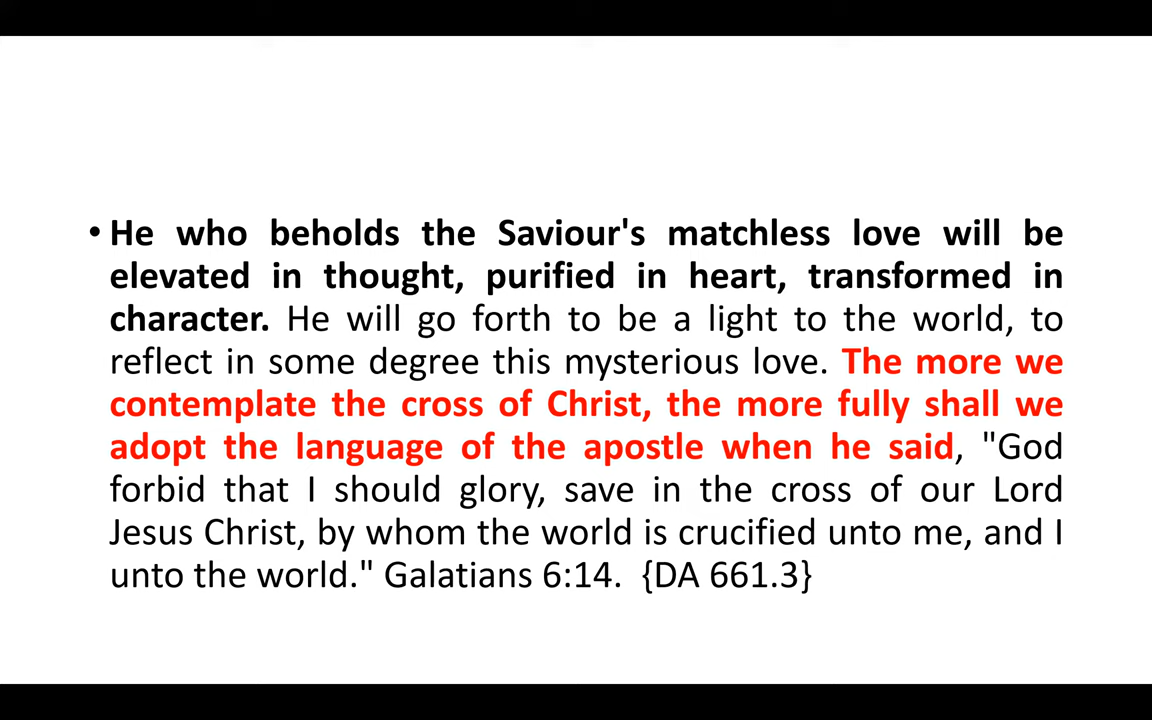 • He who beholds the Saviour's matchless love will be
elevated in thought, purified in heart, transformed in
character. He will go forth to be a light to the world, to
reflect in some degree this mysterious love. The more we
contemplate the cross of Christ, the more fully shall we
adopt the language of the apostle when he said, "God
forbid that I should glory, save in the cross of our Lord
Jesus Christ, by whom the world is crucified unto me, and I
unto the world." Galatians 6:14.  {DA 661.3}